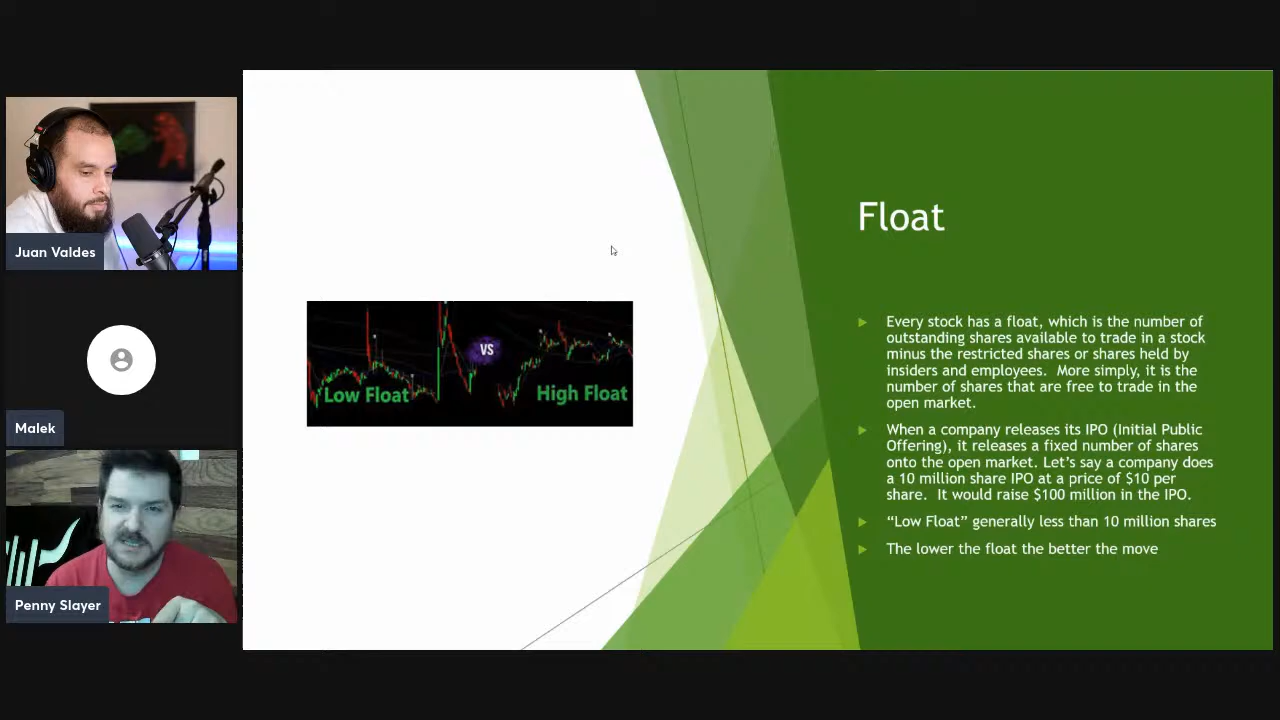 Juan Valdes
Malek
Penny Slayer
Low Float
VS
High Float
Float
Every stock has a float, which is the number of
outstanding shares available to trade in a stock
minus the restricted shares or shares held by
insiders and employees.  More simply, it is the
number of shares that are free to trade in the
open market.
When a company releases its IPO (Initial Public
Offering), it releases a fixed number of shares
onto the open market. Let’s say a company does
a 10 million share IPO at a price of $10 per
share.  It would raise $100 million in the IPO.
“Low Float” generally less than 10 million shares
The lower the float the better the move